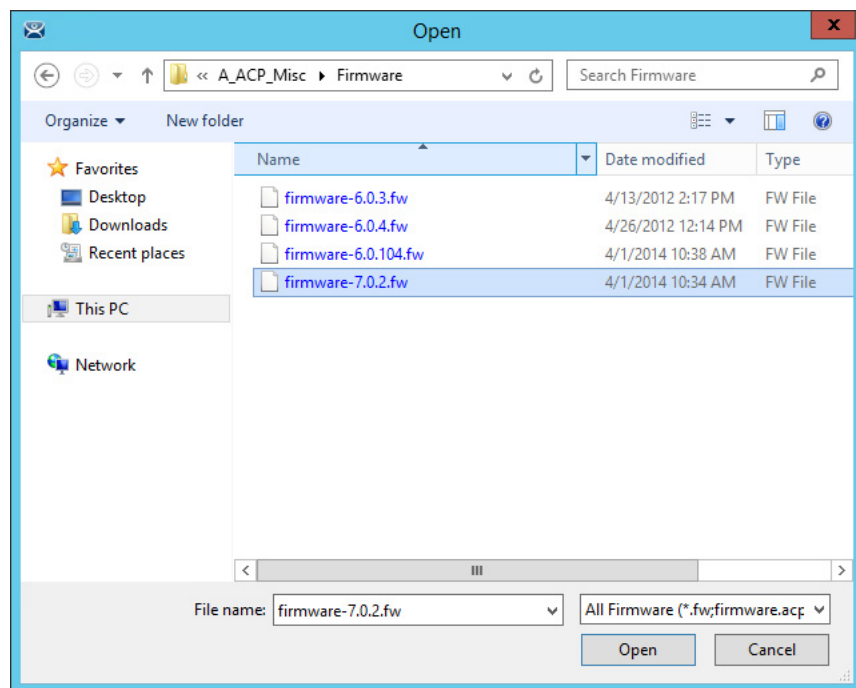 Open
x
« A_ACP_Misc Firmware
Search Firmware
Organize New folder
Favorites
Desktop
Downloads
Recent places
This PC
Network
Name Date modified Type
firmware-6.0.3.fw 4/13/2012 2:17 PM FW File
firmware-6.0.4.fw 4/26/2012 12:14 PM FW File
firmware-6.0.104.fw 4/1/2014 10:38 AM FW File
firmware-7.0.2.fw 4/1/2014 10:34 AM FW File
File name: firmware-7.0.2.fw All Firmware (*.fw;firmware.acp
Open Cancel